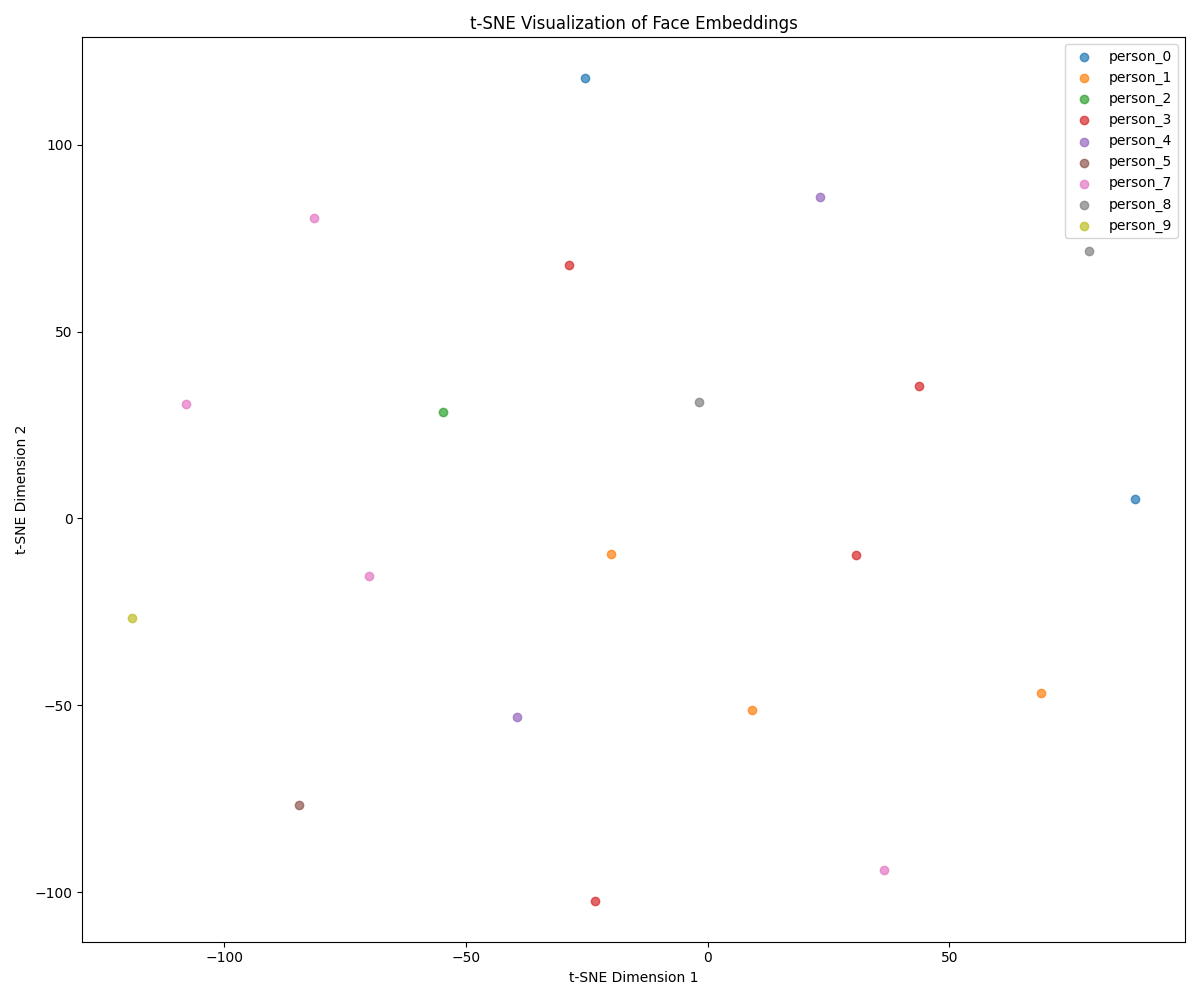 t-SNE Visualization of Face Embeddings
person_0
person_1
person_2
person_3
person_4
person_5
person_7
person_8
person_9
100
50
0
−50
−100
t-SNE Dimension 2
−100
−50
0
50
t-SNE Dimension 1